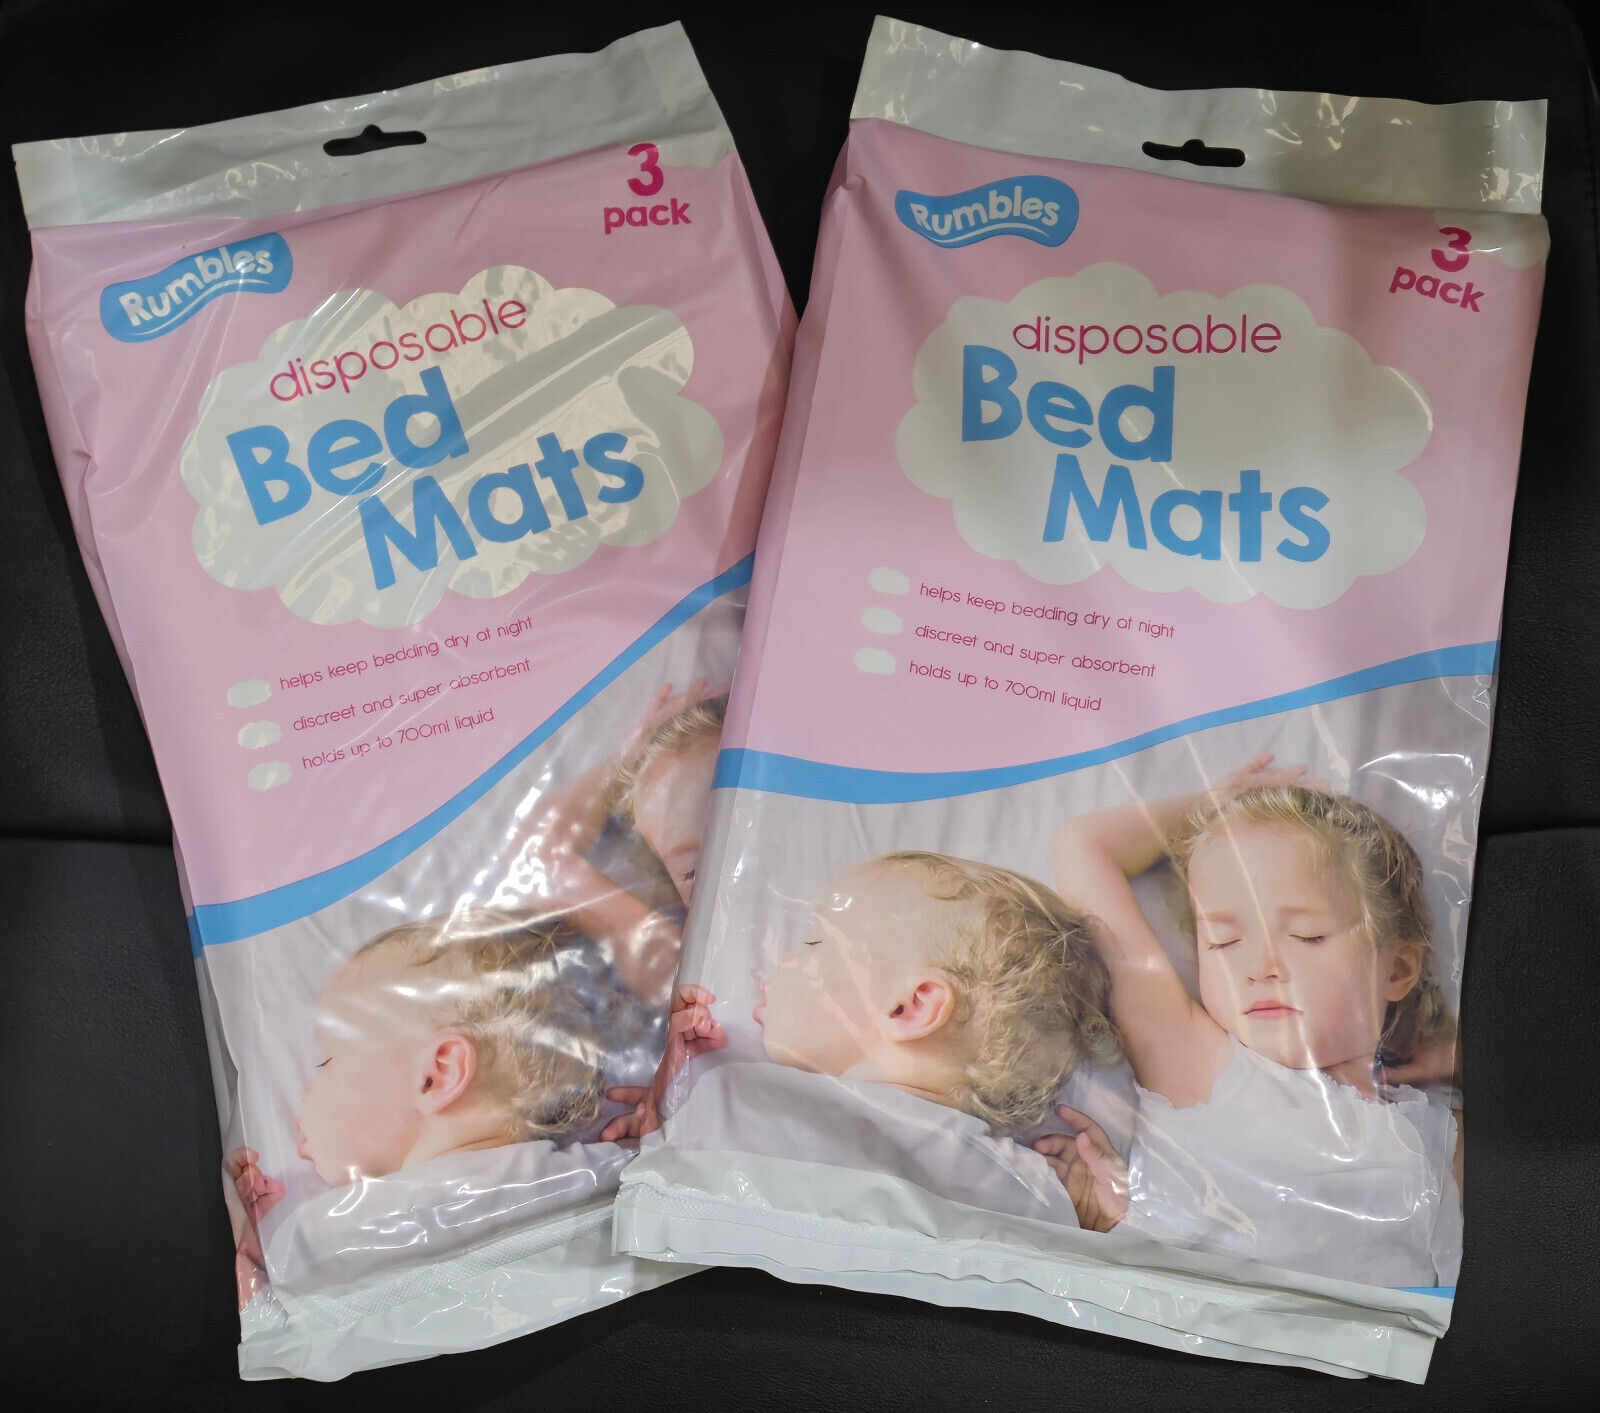 3
pack
Rumbles
disposable
Bed
Mats
helps keep bedding dry at night
discreet and super absorbent
holds up to 700ml liquid
Rumbles
3
pack
disposable
Bed
Mats
helps keep bedding dry at night
discreet and super absorbent
holds up to 700ml liquid